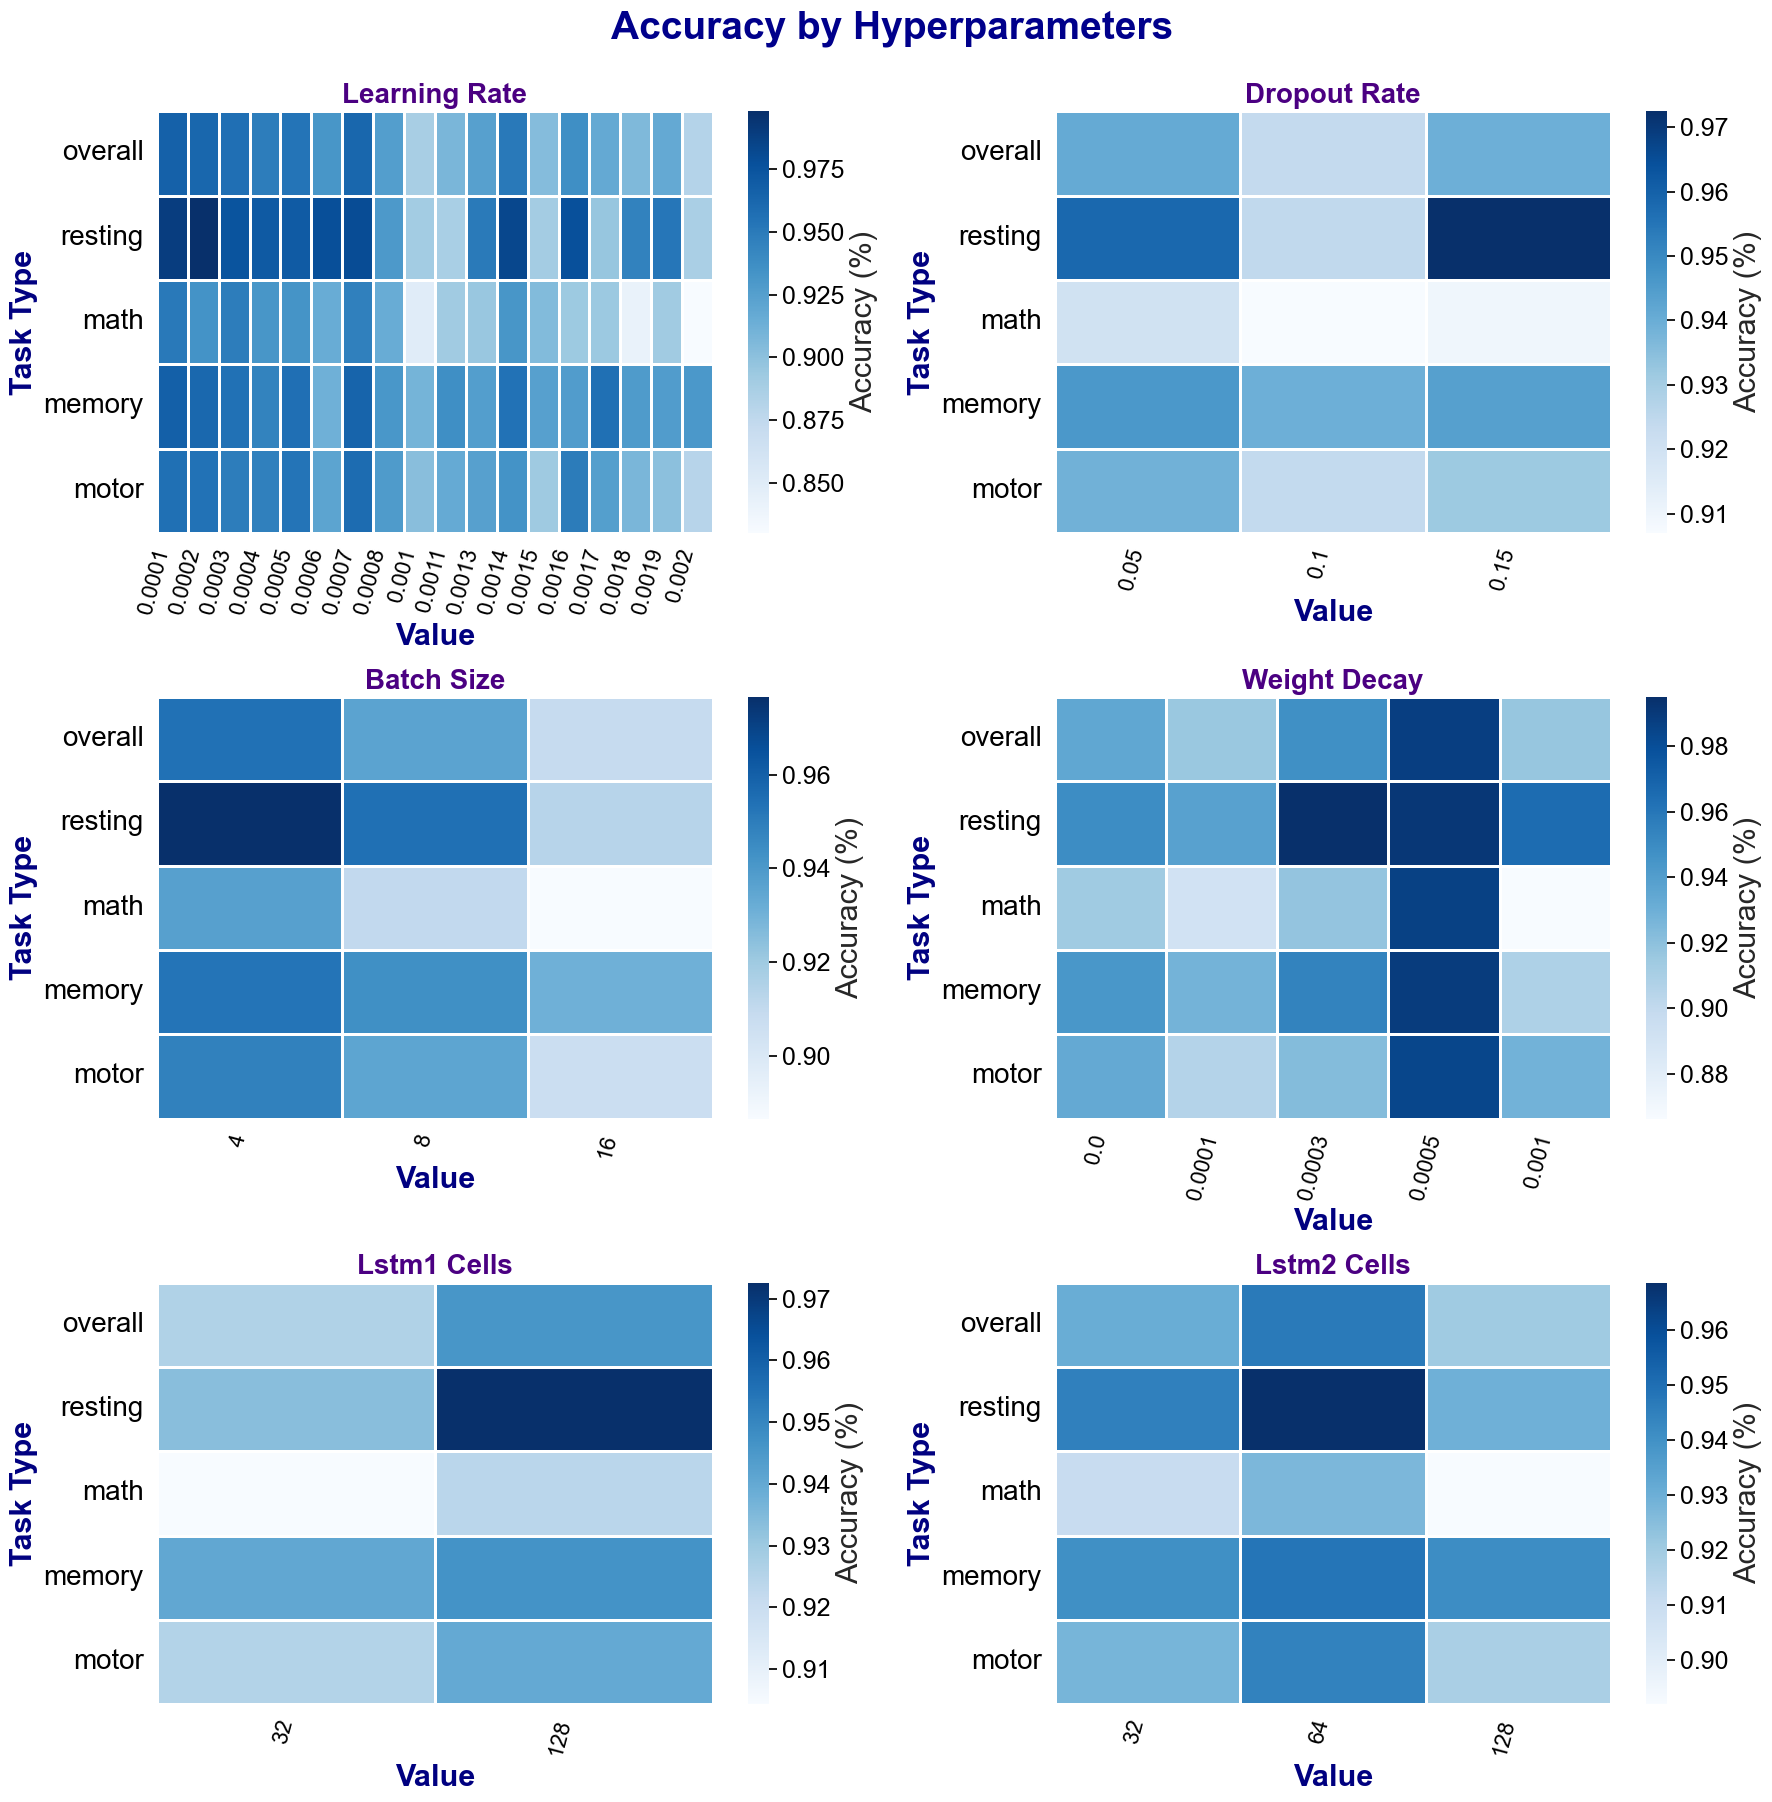 Accuracy by Hyperparameters
Learning Rate
Task Type
overall
resting
math
memory
motor
0.0001
0.0002
0.0003
0.0004
0.0005
0.0006
0.0007
0.0008
0.001
0.0011
0.0013
0.0014
0.0015
0.0016
0.0017
0.0018
0.0019
0.002
Value
0.975
0.950
0.925
0.900
0.875
0.850
Accuracy (%)
Dropout Rate
Task Type
overall
resting
math
memory
motor
0.05
0.1
0.15
Value
0.97
0.96
0.95
0.94
0.93
0.92
0.91
Accuracy (%)
Batch Size
Task Type
overall
resting
math
memory
motor
4
8
16
Value
0.96
0.94
0.92
0.90
Accuracy (%)
Weight Decay
Task Type
overall
resting
math
memory
motor
0.0
0.0001
0.0003
0.0005
0.001
Value
0.98
0.96
0.94
0.92
0.90
0.88
Accuracy (%)
Lstm1 Cells
Task Type
overall
resting
math
memory
motor
32
128
Value
0.97
0.96
0.95
0.94
0.93
0.92
0.91
Accuracy (%)
Lstm2 Cells
Task Type
overall
resting
math
memory
motor
32
64
128
Value
0.96
0.95
0.94
0.93
0.92
0.91
0.90
Accuracy (%)